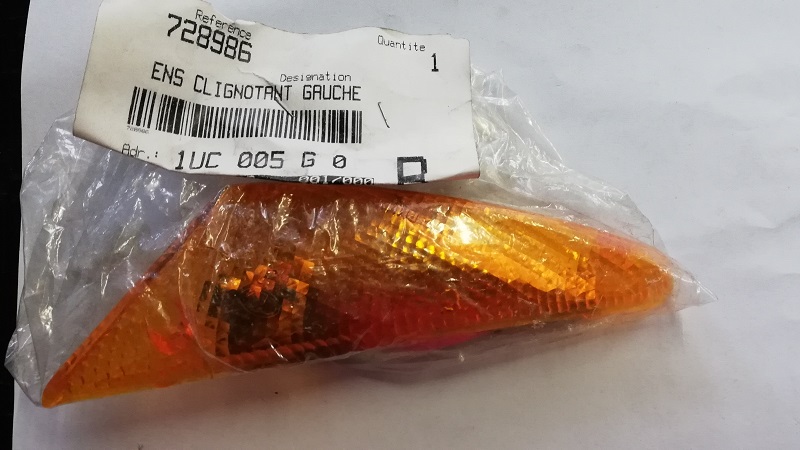 Reference
728986
Quantite
1
Designation
ENS CLIGNOTANT GAUCHE
Adr.: 1UC 005 G 0